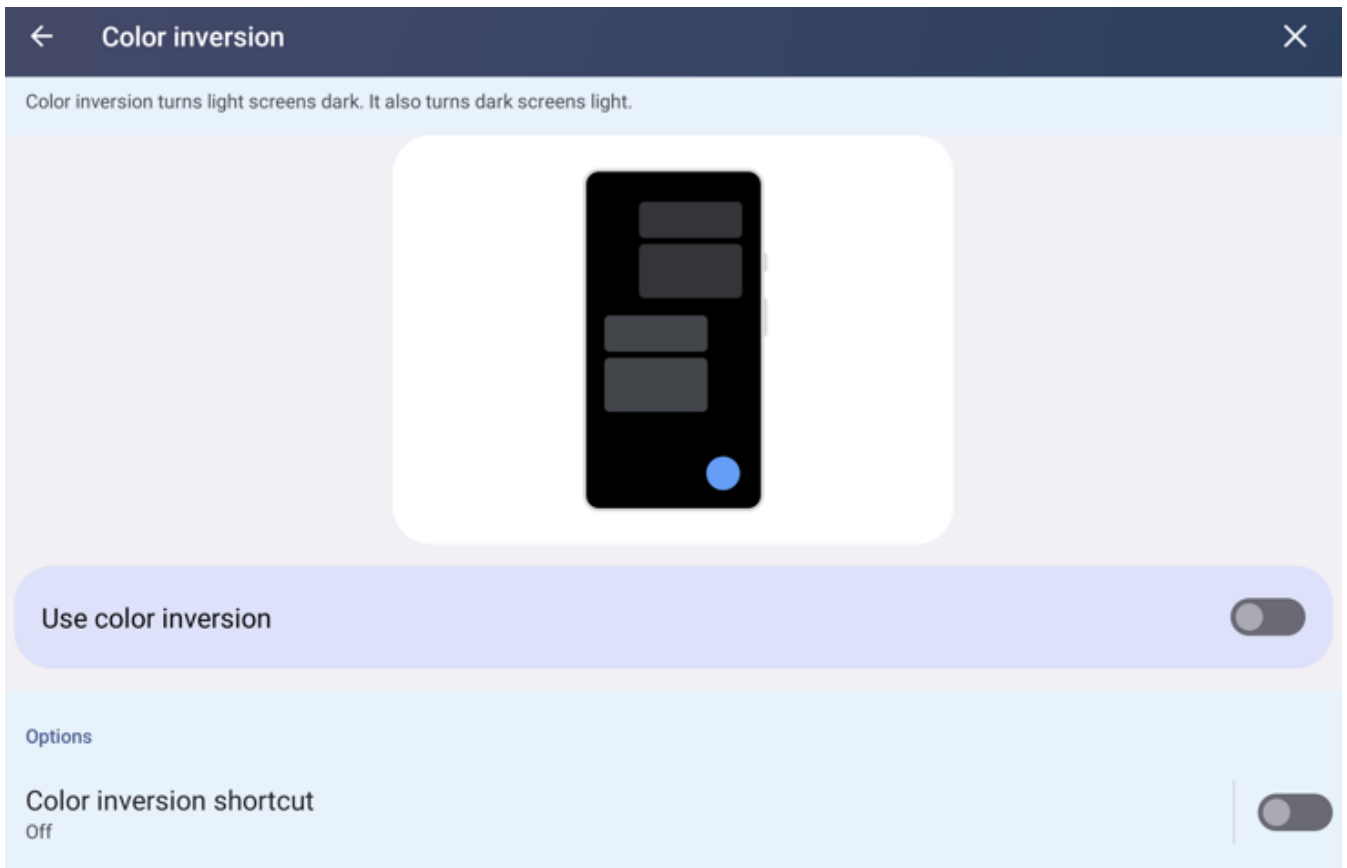 Color inversion
Color inversion turns light screens dark. It also turns dark screens light.
Use color inversion
Options
Color inversion shortcut
Off